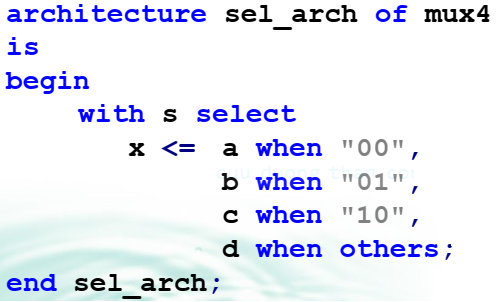 architecture sel_arch of mux4
is
begin
with s select
x <= a when "00",
b when "01",
c when "10",
d when others;
end sel_arch;